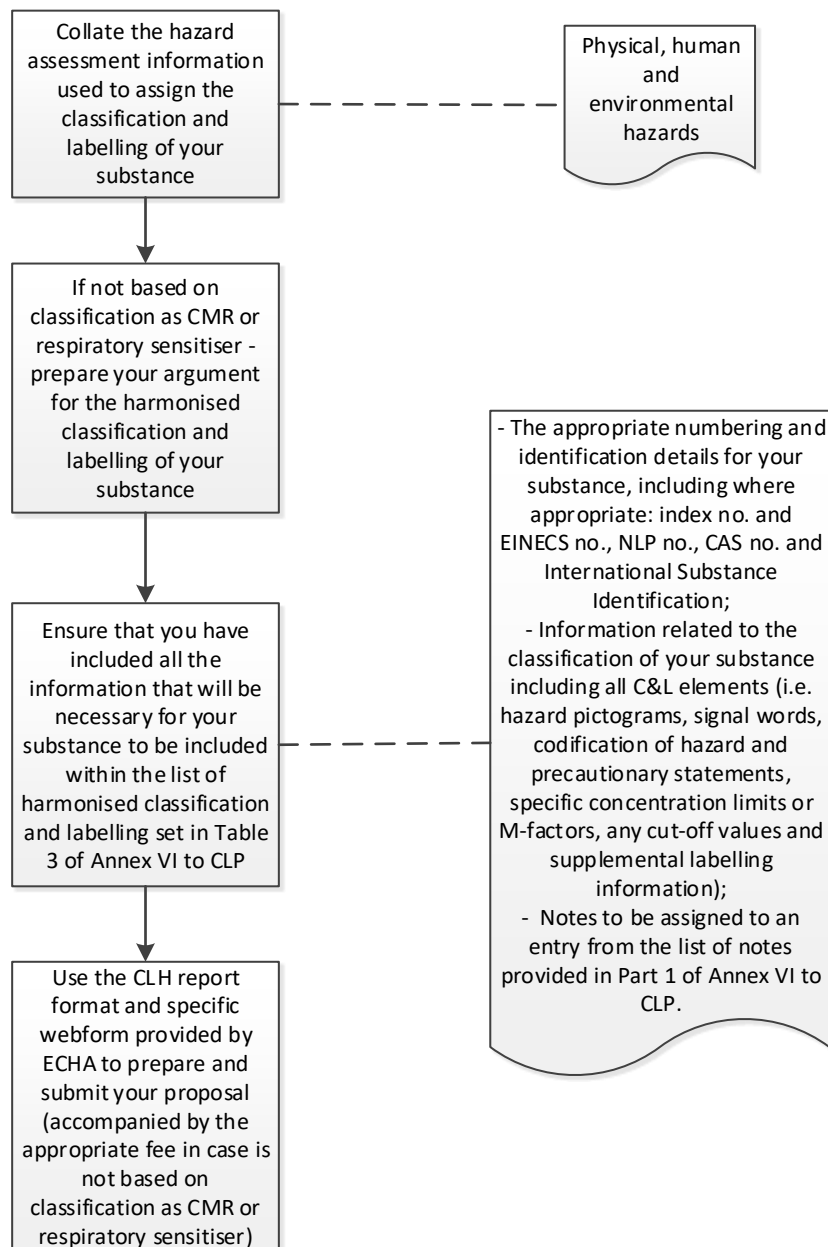 Collate the hazard
assessment information
used to assign the
classification and
labelling of your
substance
Physical, human
and
environmental
hazards
If not based on
classification as CMR or
respiratory sensitiser -
prepare your argument
for the harmonised
classification and
labelling of your
substance
Ensure that you have
included all the
information that will be
necessary for your
substance to be included
within the list of
harmonised classification
and labelling set in Table
3 of Annex VI to CLP
- The appropriate numbering and
identification details for your
substance, including where
appropriate: index no. and
EINECS no., NLP no., CAS no. and
International Substance
Identification;
- Information related to the
classification of your substance
including all C&L elements (i.e.
hazard pictograms, signal words,
codification of hazard and
precautionary statements,
specific concentration limits or
M-factors, any cut-off values and
supplemental labelling
information);
- Notes to be assigned to an
entry from the list of notes
provided in Part 1 of Annex VI to
CLP.
Use the CLH report
format and specific
webform provided by
ECHA to prepare and
submit your proposal
(accompanied by the
appropriate fee in case is
not based on
classification as CMR or
respiratory sensitiser)